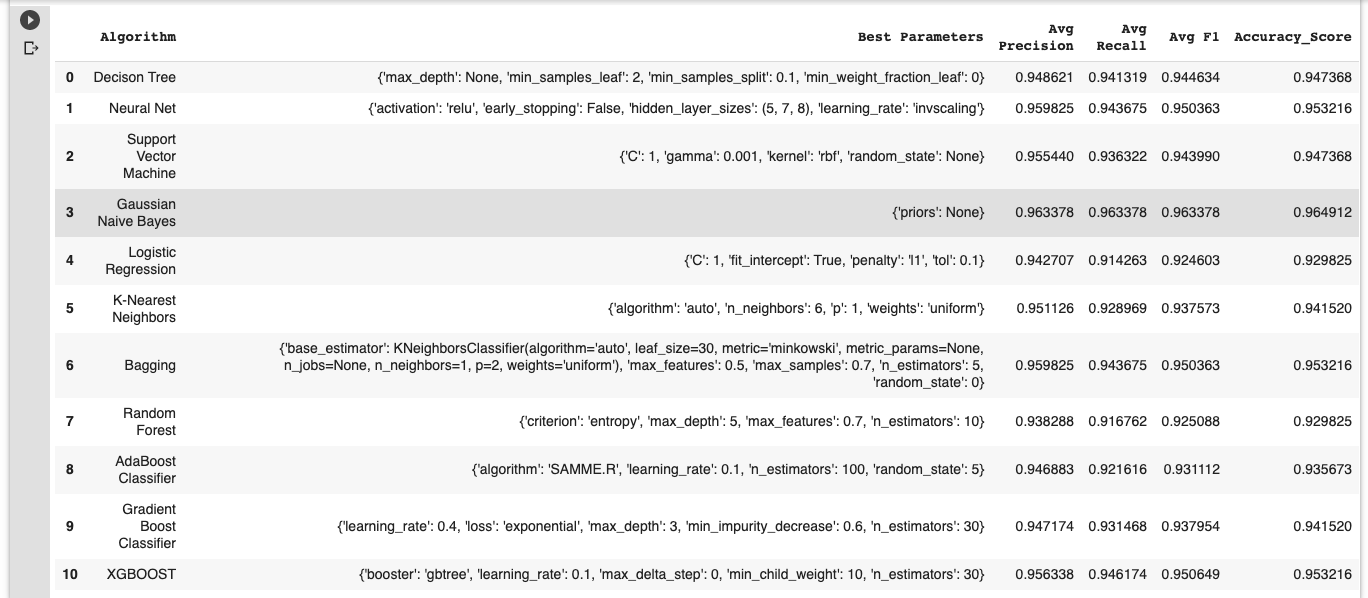 Algorithm Best Parameters Avg Precision Avg Recall Avg F1 Accuracy_Score
0 Decison Tree {'max_depth': None, 'min_samples_leaf': 2, 'min_samples_split': 0.1, 'min_weight_fraction_leaf': 0} 0.948621 0.941319 0.944634 0.947368
1 Neural Net {'activation': 'relu', 'early_stopping': False, 'hidden_layer_sizes': (5, 7, 8), 'learning_rate': 'invscaling'} 0.959825 0.943675 0.950363 0.953216
Support
Vector
2 Machine {'C': 1, 'gamma': 0.001, 'kernel': 'rbf', 'random_state': None} 0.955440 0.936322 0.943990 0.947368
Gaussian
3 Naive Bayes {'priors': None} 0.963378 0.963378 0.963378 0.964912
Logistic
4 Regression {'C': 1, 'fit_intercept': True, 'penalty': 'l1', 'tol': 0.1} 0.942707 0.914263 0.924603 0.929825
K-Nearest
5 Neighbors {'algorithm': 'auto', 'n_neighbors': 6, 'p': 1, 'weights': 'uniform'} 0.951126 0.928969 0.937573 0.941520
{'base_estimator': KNeighborsClassifier(algorithm='auto', leaf_size=30, metric='minkowski', metric_params=None,
6 Bagging n_jobs=None, n_neighbors=1, p=2, weights='uniform'), 'max_features': 0.5, 'max_samples': 0.7, 'n_estimators': 5, 0.959825 0.943675 0.950363 0.953216
'random_state': 0}
Random
7 Forest {'criterion': 'entropy', 'max_depth': 5, 'max_features': 0.7, 'n_estimators': 10} 0.938288 0.916762 0.925088 0.929825
AdaBoost
8 Classifier {'algorithm': 'SAMME.R', 'learning_rate': 0.1, 'n_estimators': 100, 'random_state': 5} 0.946883 0.921616 0.931112 0.935673
Gradient
Boost
9 Classifier {'learning_rate': 0.4, 'loss': 'exponential', 'max_depth': 3, 'min_impurity_decrease': 0.6, 'n_estimators': 30} 0.947174 0.931468 0.937954 0.941520
10 XGBOOST {'booster': 'gbtree', 'learning_rate': 0.1, 'max_delta_step': 0, 'min_child_weight': 10, 'n_estimators': 30} 0.956338 0.946174 0.950649 0.953216